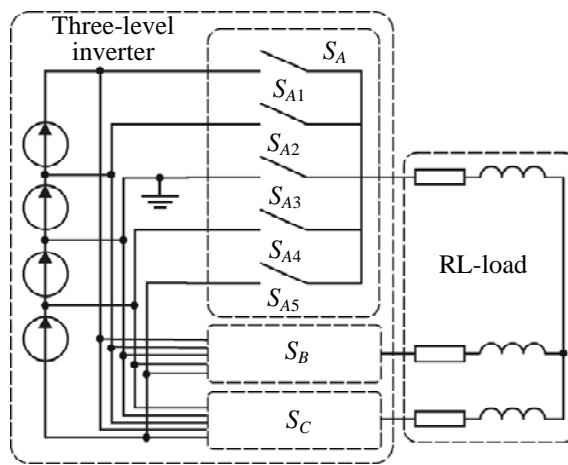 Three-level
inverter
S_A
S_A1
S_A2
S_A3
S_A4
S_A5
RL-load
S_B
S_C